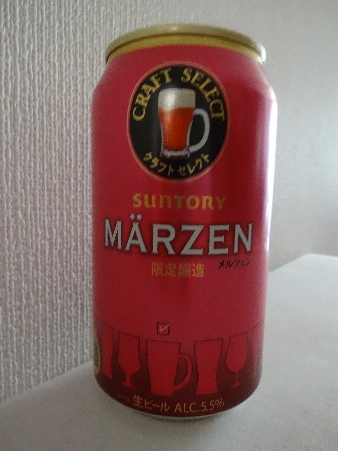 CRAFT SELECT
クラフト セレクト
SUNTORY
MÄRZEN
メルツェン
限定醸造
生ビール ALC.5.5%